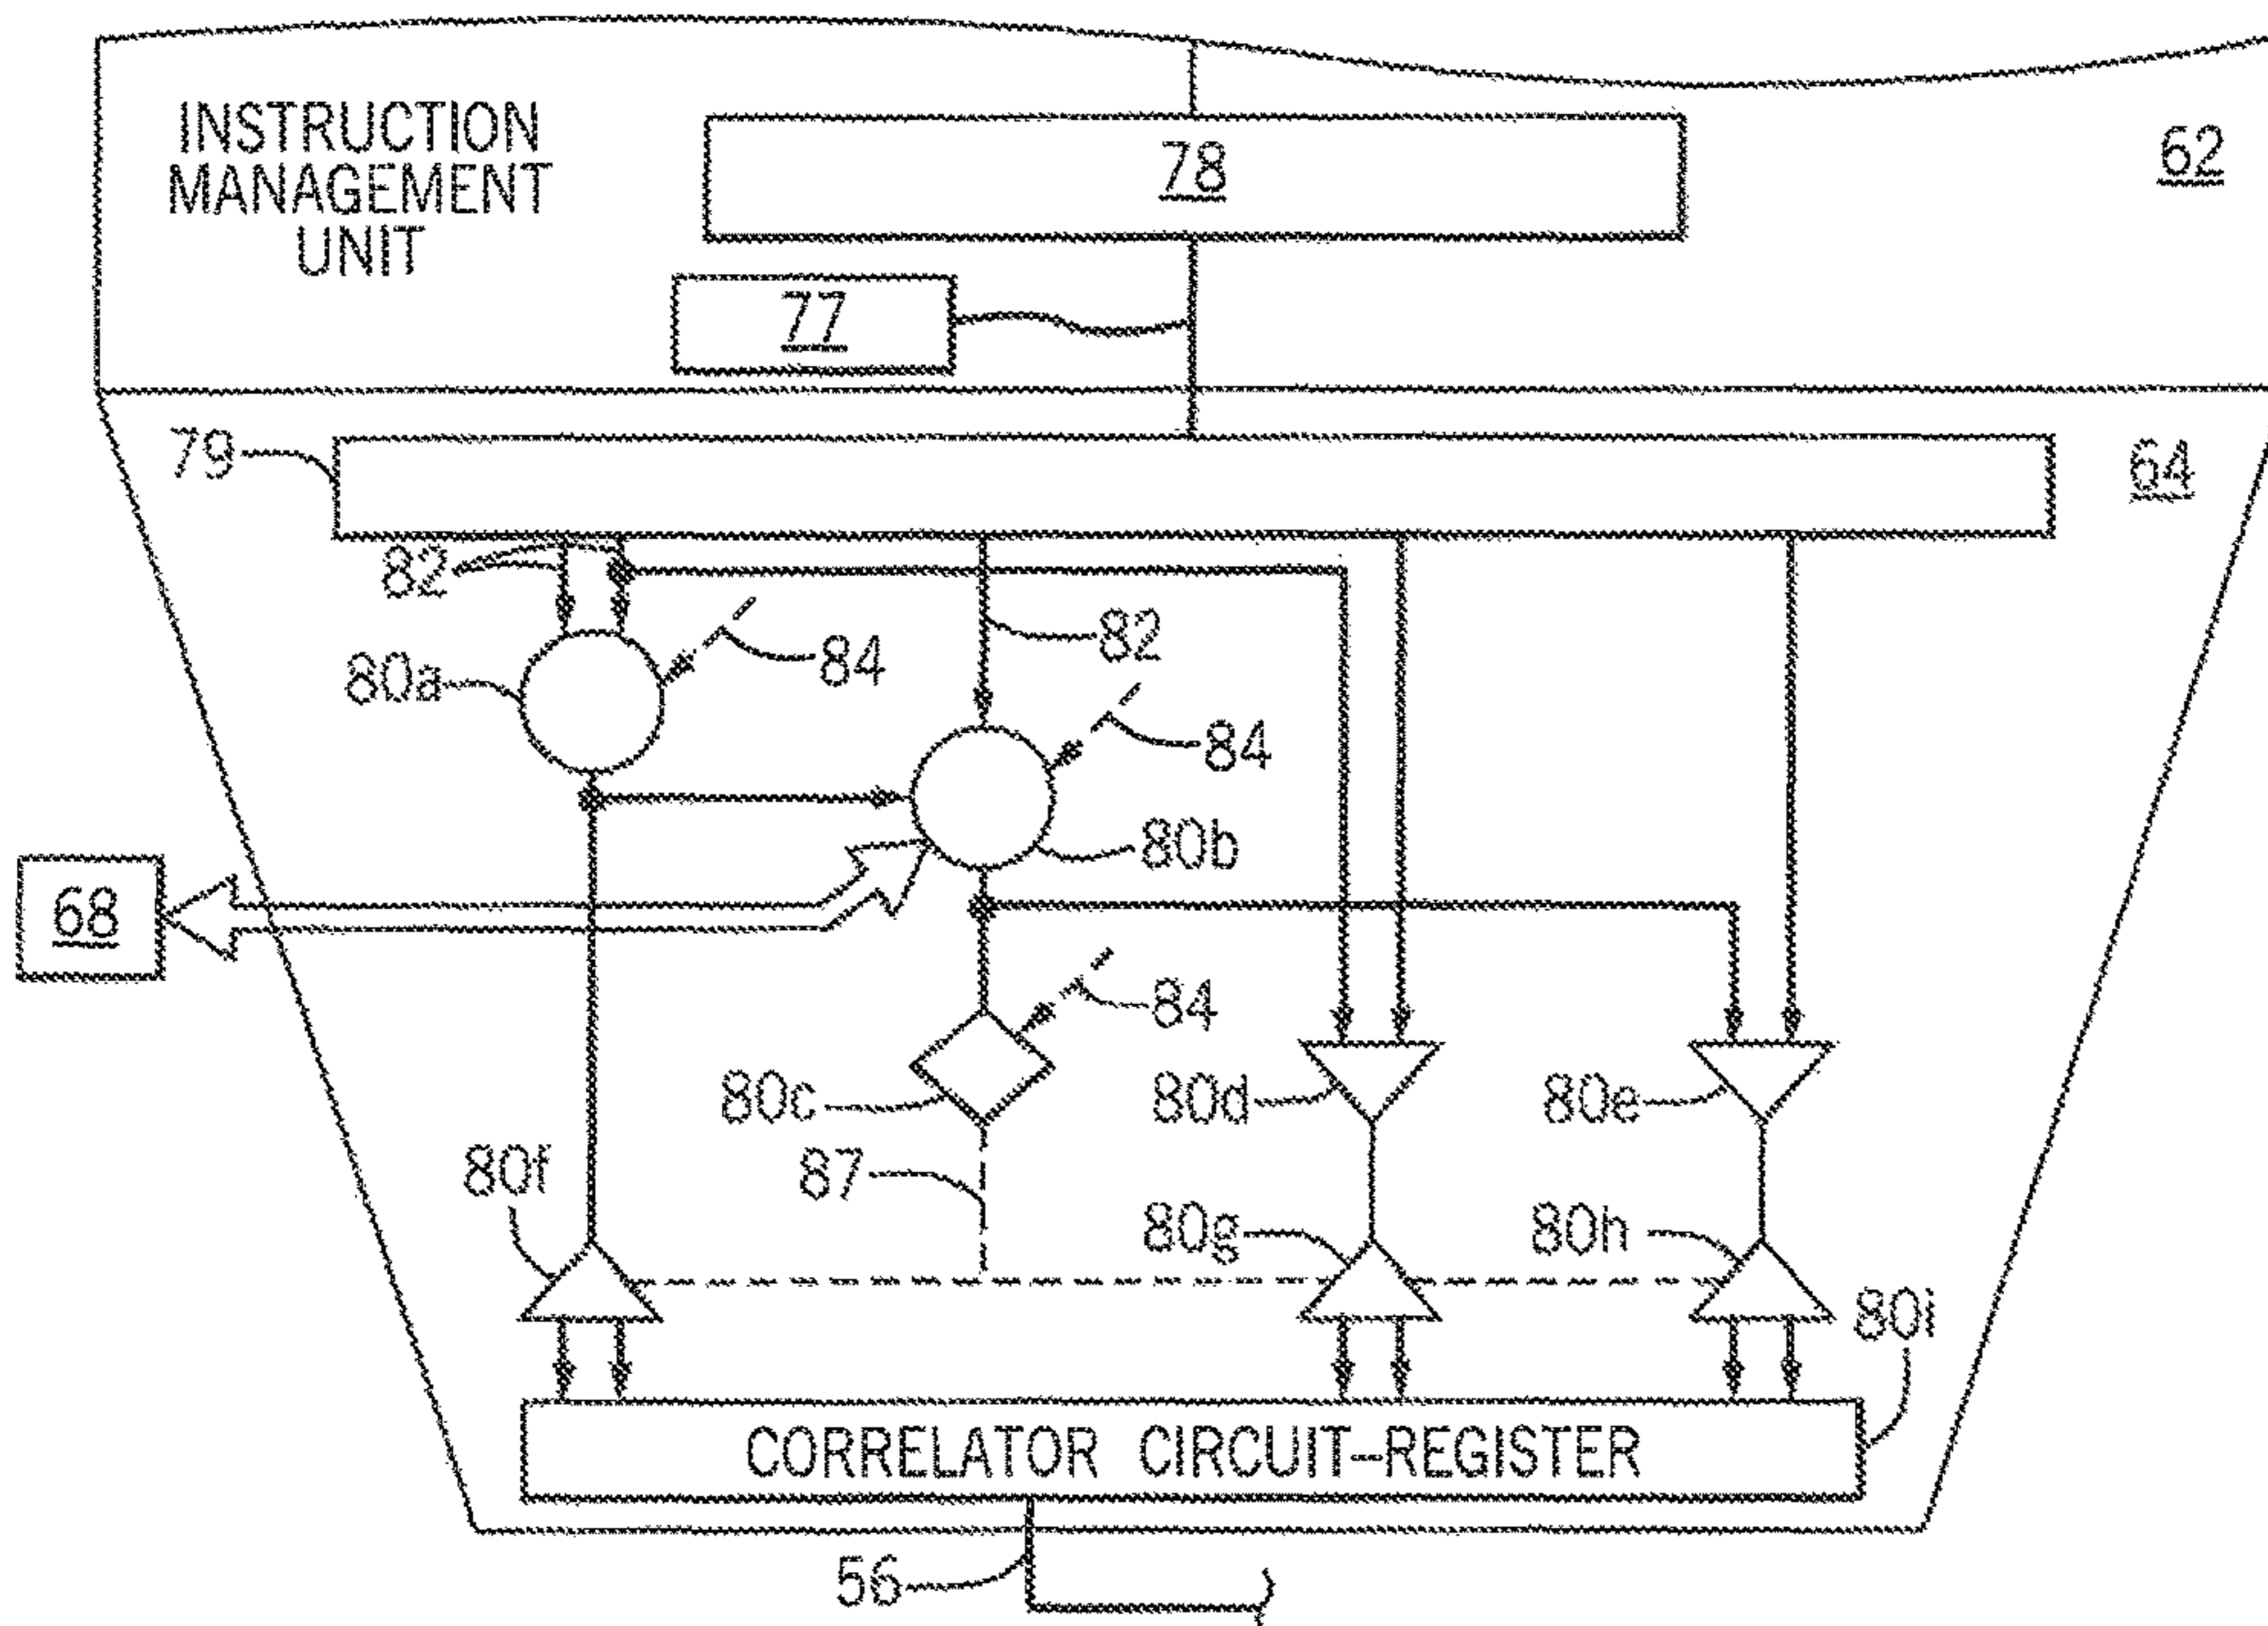 INSTRUCTION
MANAGEMENT
UNIT
78
62
77
79
64
82
82
80a
84
84
80b
68
84
80c
80d
80e
87
80f
80g
80h
80i
CORRELATOR CIRCUIT–REGISTER
56